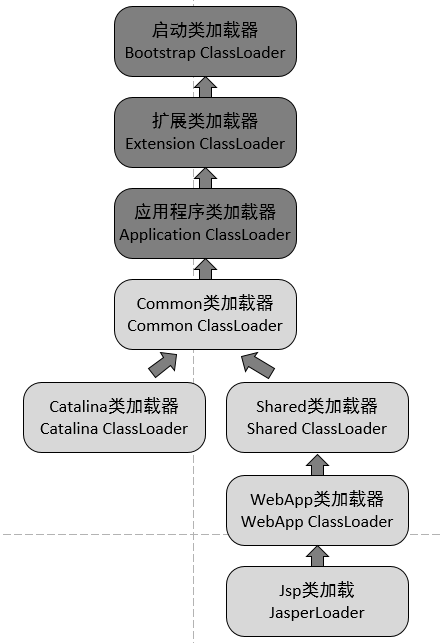 启动类加载器
Bootstrap ClassLoader
扩展类加载器
Extension ClassLoader
应用程序类加载器
Application ClassLoader
Common类加载器
Common ClassLoader
Catalina类加载器
Catalina ClassLoader
Shared类加载器
Shared ClassLoader
WebApp类加载器
WebApp ClassLoader
Jsp类加载
JasperLoader